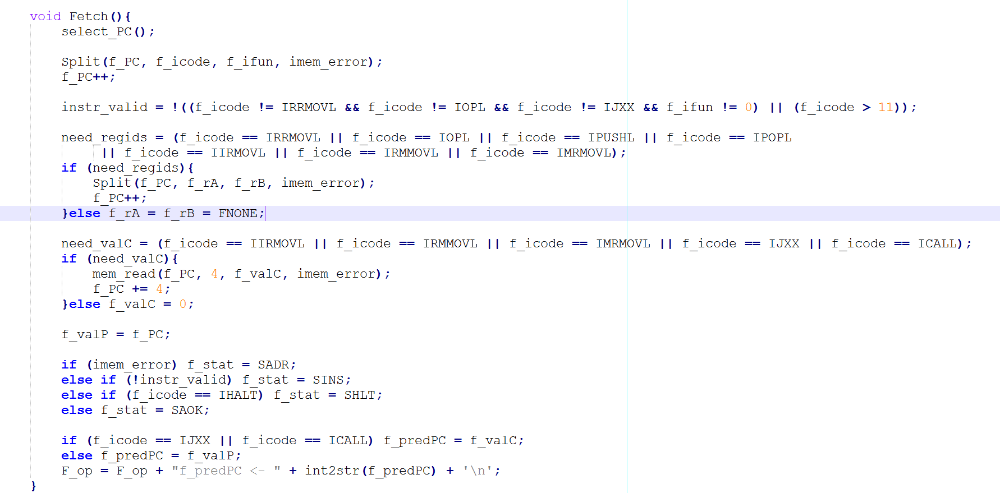 void Fetch(){
select_PC();
Split(f_PC, f_icode, f_ifun, imem_error);
f_PC++;
instr_valid = !((f_icode != IRRMOVL && f_icode != IOPL && f_icode != IJXX && f_ifun != 0) || (f_icode > 11));
need_regids = (f_icode == IRRMOVL || f_icode == IOPL || f_icode == IPUSHL || f_icode == IPOPL
|| f_icode == IIRMOVL || f_icode == IRMMOVL || f_icode == IMRMOVL);
if (need_regids){
Split(f_PC, f_rA, f_rB, imem_error);
f_PC++;
}else f_rA = f_rB = FNONE;
need_valC = (f_icode == IIRMOVL || f_icode == IRMMOVL || f_icode == IMRMOVL || f_icode == IJXX || f_icode == ICALL);
if (need_valC){
mem_read(f_PC, 4, f_valC, imem_error);
f_PC += 4;
}else f_valC = 0;
f_valP = f_PC;
if (imem_error) f_stat = SADR;
else if (!instr_valid) f_stat = SINS;
else if (f_icode == IHALT) f_stat = SHLT;
else f_stat = SAOK;
if (f_icode == IJXX || f_icode == ICALL) f_predPC = f_valC;
else f_predPC = f_valP;
F_op = F_op + "f_predPC <- " + int2str(f_predPC) + '\n';
}